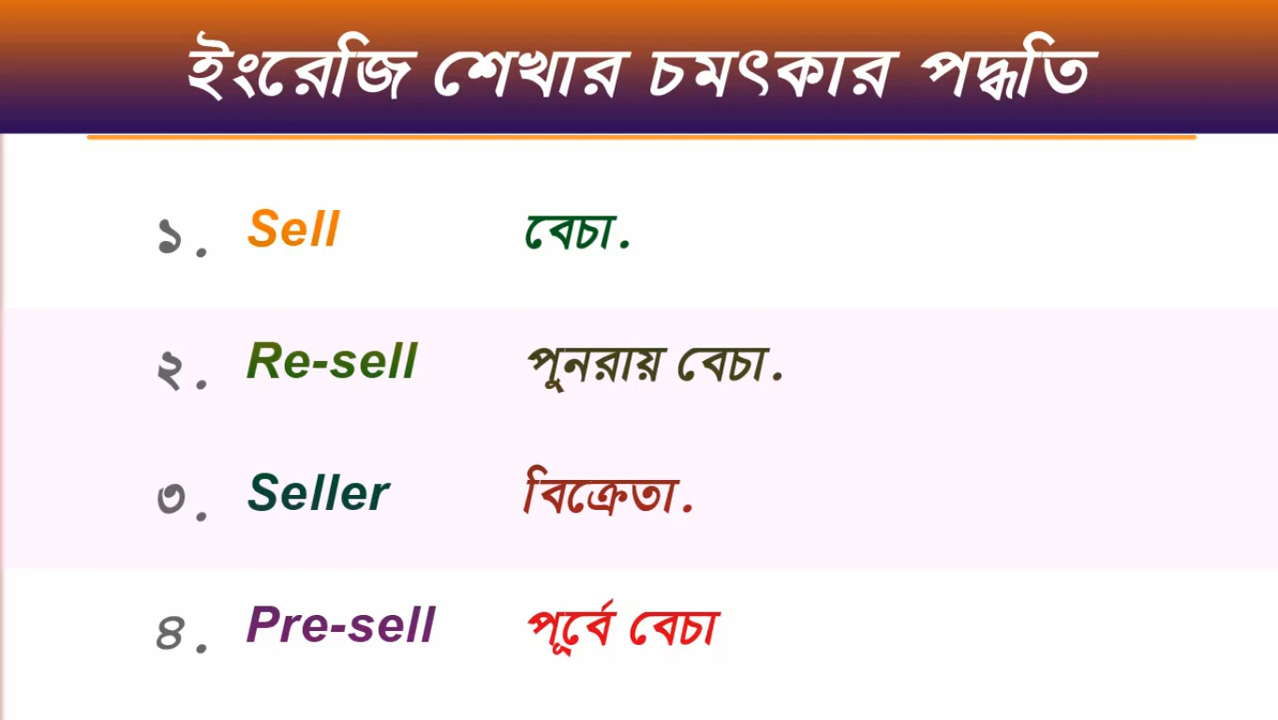 ইংরেজি শেখার চমৎকার পদ্ধতি
১. Sell বেচা.
২. Re-sell পুনরায় বেচা.
৩. Seller বিক্রেতা.
৪. Pre-sell পূর্বে বেচা